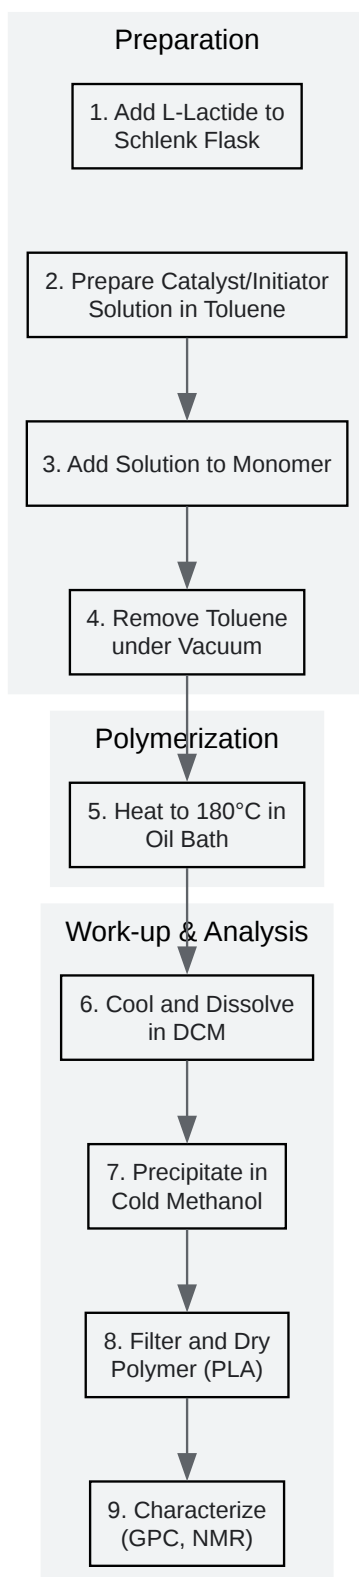 Preparation
1. Add L-Lactide to
Schlenk Flask
2. Prepare Catalyst/Initiator
Solution in Toluene
3. Add Solution to Monomer
4. Remove Toluene
under Vacuum
Polymerization
5. Heat to 180°C in
Oil Bath
Work-up & Analysis
6. Cool and Dissolve
in DCM
7. Precipitate in
Cold Methanol
8. Filter and Dry
Polymer (PLA)
9. Characterize
(GPC, NMR)